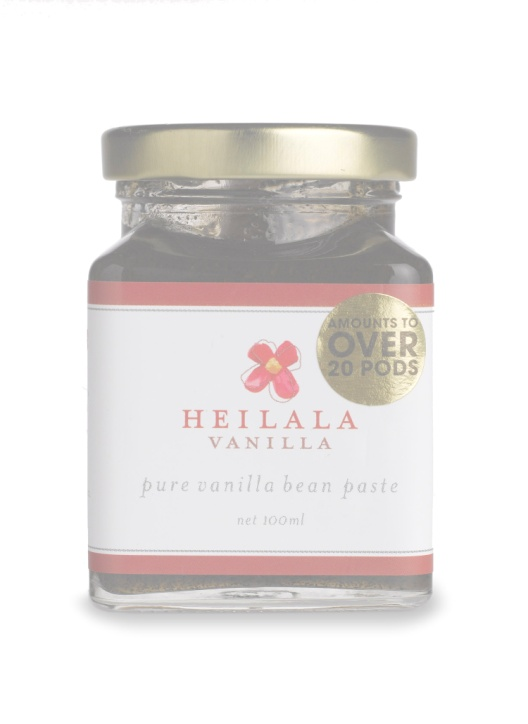 AMOUNTS TO
OVER
20 PODS
HEILALA
VANILLA
pure vanilla bean paste
net 100ml